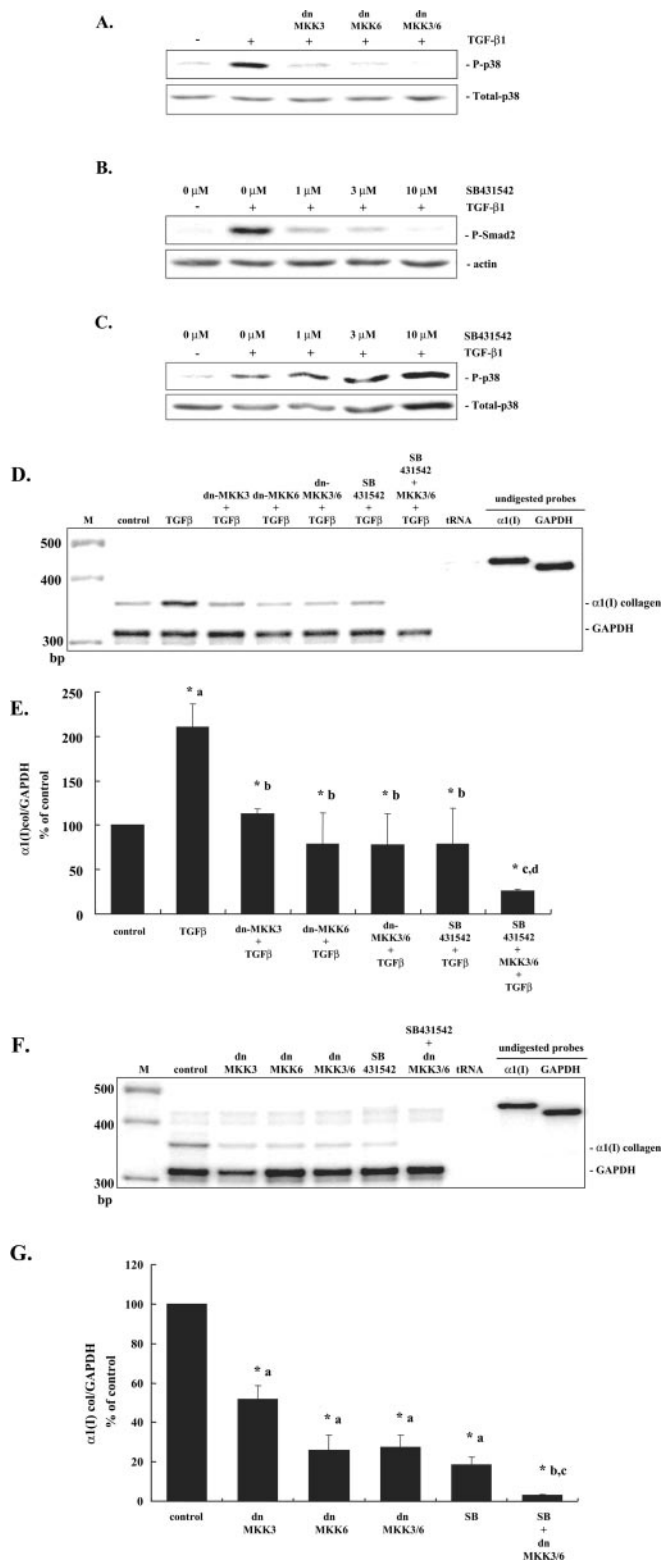 A.
dn dn dn
MKK3 MKK6 MKK3/6
- + + + + TGF-β1
- P-p38
- Total-p38
B.
0 μM 0 μM 1 μM 3 μM 10 μM SB431542
- + + + + TGF-β1
- P-Smad2
- actin
C.
0 μM 0 μM 1 μM 3 μM 10 μM SB431542
- + + + + TGF-β1
- P-p38
- Total-p38
D.
SB
431542
dn- SB +
dn-MKK3 dn-MKK6 MKK3/6 431542 MKK3/6 undigested probes
+ + + + +
M control TGFβ TGFβ TGFβ TGFβ TGFβ TGFβ tRNA α1(I) GAPDH
500
400
- α1(I) collagen
- GAPDH
300
bp
E.
α1(I)col/GAPDH
% of control
250
200
150
100
50
0
* a
* b
* b
* b
* b
* c,d
control TGFβ dn-MKK3 dn-MKK6 dn- SB SB
+ + MKK3/6 431542 431542
TGFβ TGFβ + + +
TGFβ TGFβ MKK3/6
+
TGFβ
F.
SB431542
+
dn dn dn SB dn undigested probes
M control MKK3 MKK6 MKK3/6 431542 MKK3/6 tRNA α1(I) GAPDH
500
400
- α1(I) collagen
- GAPDH
300
bp
G.
α1(I) col/GAPDH
% of control
120
100
80
60
40
20
0
* a
* a
* a
* a
* b,c
control dn dn dn SB SB
MKK3 MKK6 MKK3/6 +
dn
MKK3/6